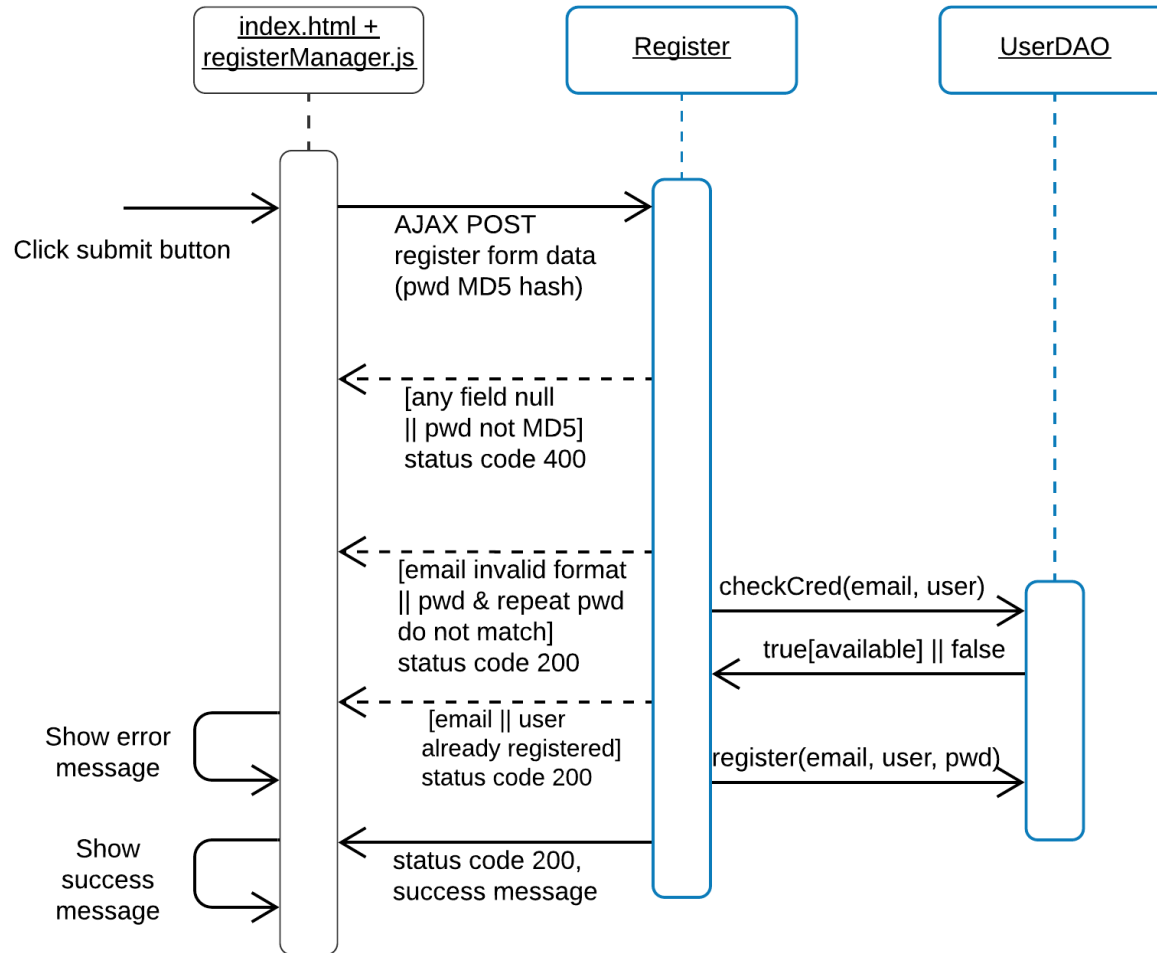 index.html +
registerManager.js
Register
UserDAO
Click submit button
AJAX POST
register form data
(pwd MD5 hash)
[any field null
|| pwd not MD5]
status code 400
[email invalid format
|| pwd & repeat pwd
do not match]
status code 200
checkCred(email, user)
true[available] || false
[email || user
already registered]
status code 200
Show error
message
register(email, user, pwd)
Show
success
message
status code 200,
success message